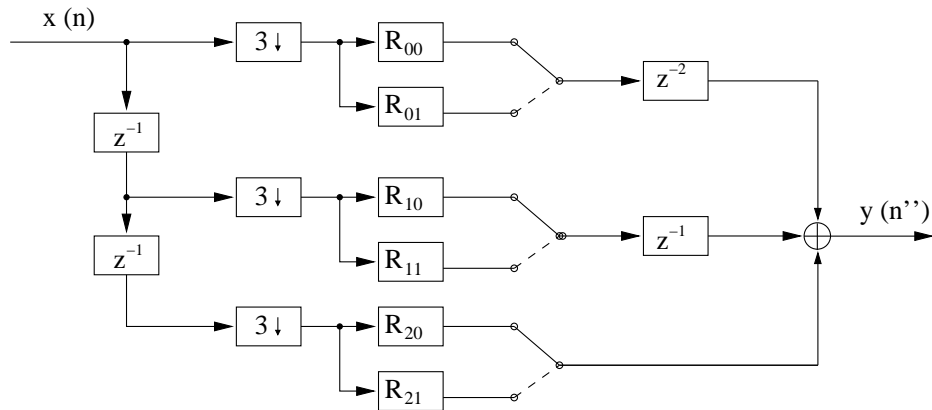 x (n)
3↓
R₀₀
z⁻²
R₀₁
z⁻¹
3↓
R₁₀
y (n’’)
z⁻¹
z⁻¹
R₁₁
3↓
R₂₀
R₂₁